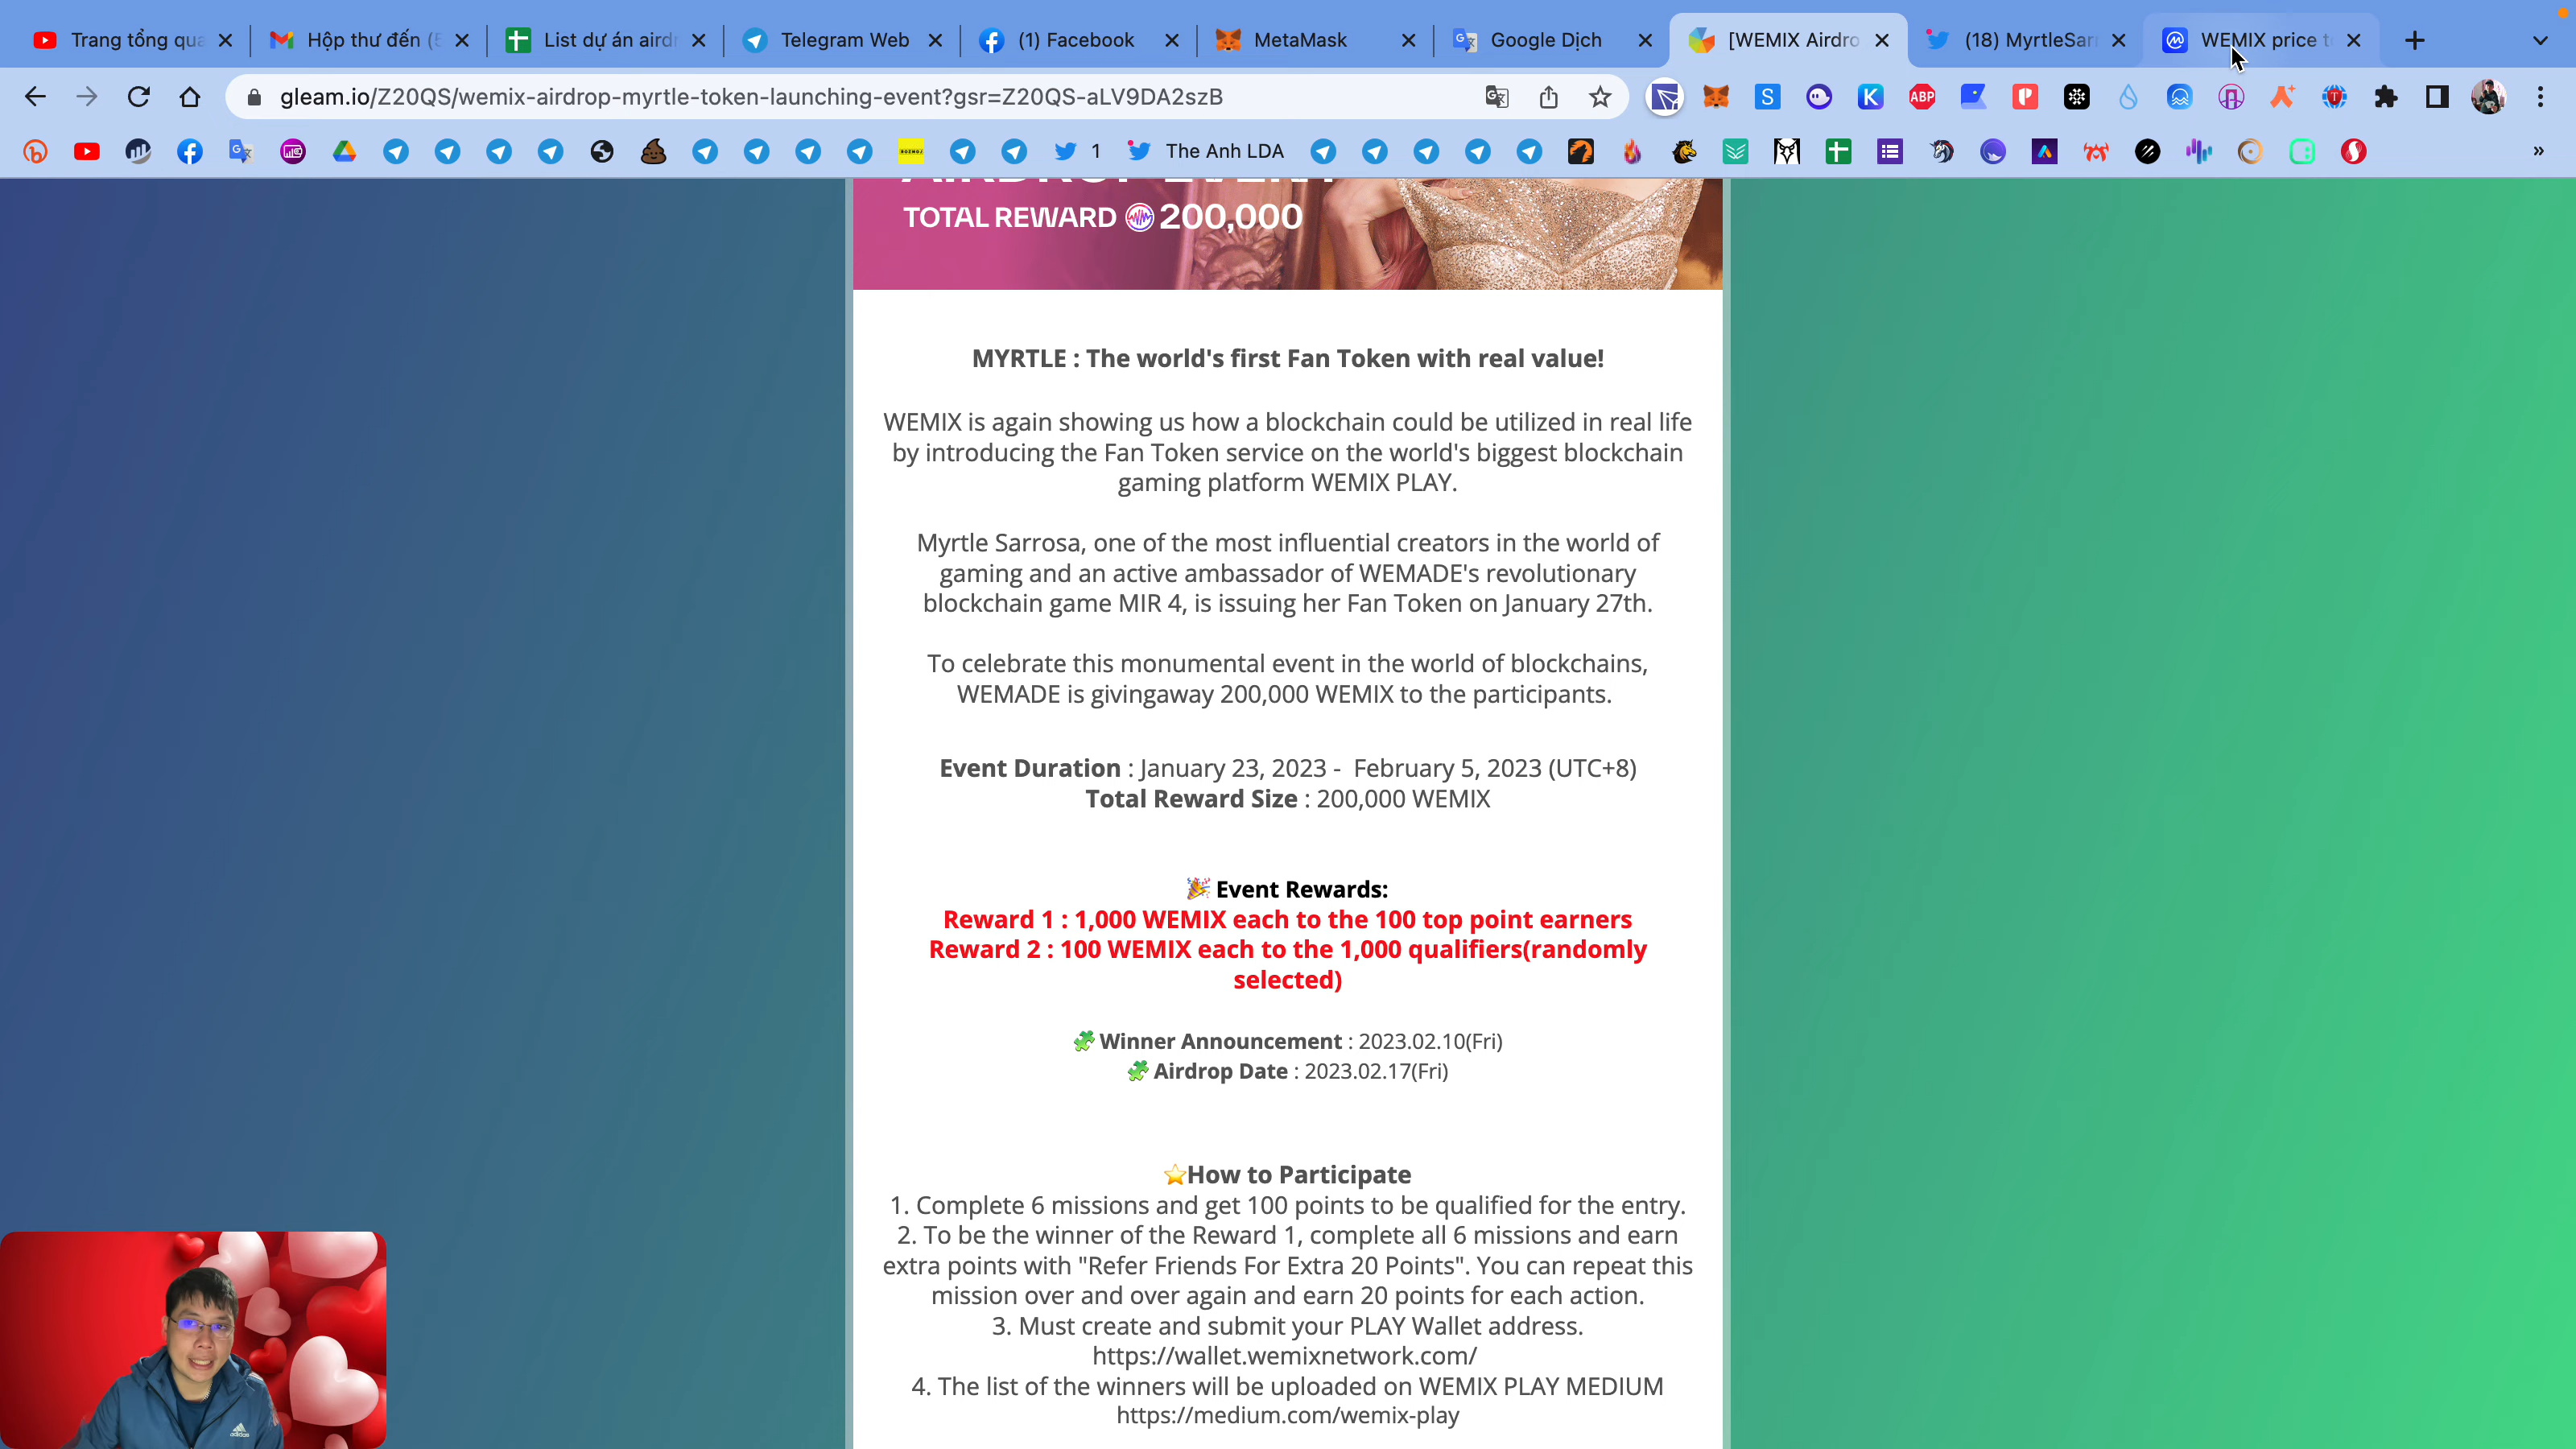 Trang tổng qua
Hộp thư đến (5
List dự án airdr
Telegram Web
(1) Facebook
MetaMask
Google Dịch
[WEMIX Airdro
(18) MyrtleSarr
WEMIX price t
gleam.io/Z20QS/wemix-airdrop-myrtle-token-launching-event?gsr=Z20QS-aLV9DA2szB
ABP
1
The Anh LDA
AIRDROP EVENT
TOTAL REWARD 200,000
MYRTLE : The world's first Fan Token with real value!
WEMIX is again showing us how a blockchain could be utilized in real life
by introducing the Fan Token service on the world's biggest blockchain
gaming platform WEMIX PLAY.
Myrtle Sarrosa, one of the most influential creators in the world of
gaming and an active ambassador of WEMADE's revolutionary
blockchain game MIR 4, is issuing her Fan Token on January 27th.
To celebrate this monumental event in the world of blockchains,
WEMADE is givingaway 200,000 WEMIX to the participants.
Event Duration : January 23, 2023 - February 5, 2023 (UTC+8)
Total Reward Size : 200,000 WEMIX
🎉 Event Rewards:
Reward 1 : 1,000 WEMIX each to the 100 top point earners
Reward 2 : 100 WEMIX each to the 1,000 qualifiers(randomly
selected)
🧩 Winner Announcement : 2023.02.10(Fri)
🧩 Airdrop Date : 2023.02.17(Fri)
⭐How to Participate
1. Complete 6 missions and get 100 points to be qualified for the entry.
2. To be the winner of the Reward 1, complete all 6 missions and earn
extra points with "Refer Friends For Extra 20 Points". You can repeat this
mission over and over again and earn 20 points for each action.
3. Must create and submit your PLAY Wallet address.
https://wallet.wemixnetwork.com/
4. The list of the winners will be uploaded on WEMIX PLAY MEDIUM
https://medium.com/wemix-play
adidas